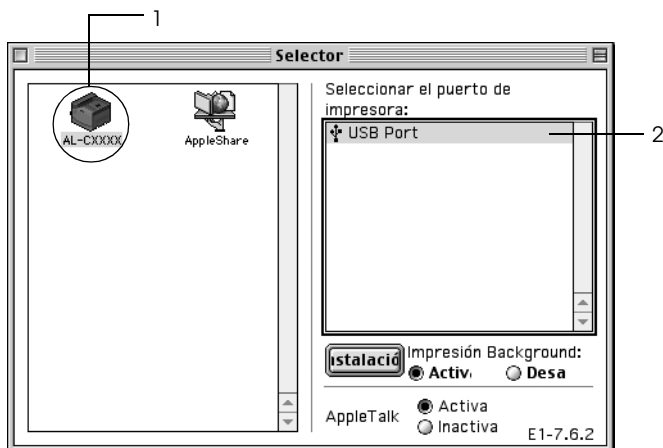 1
Selector
AL-CXXXX
AppleShare
Seleccionar el puerto de
impresora:
USB Port
2
ıstalació
Impresión Background:
Activ
Desa
AppleTalk
Activa
Inactiva
E1-7.6.2